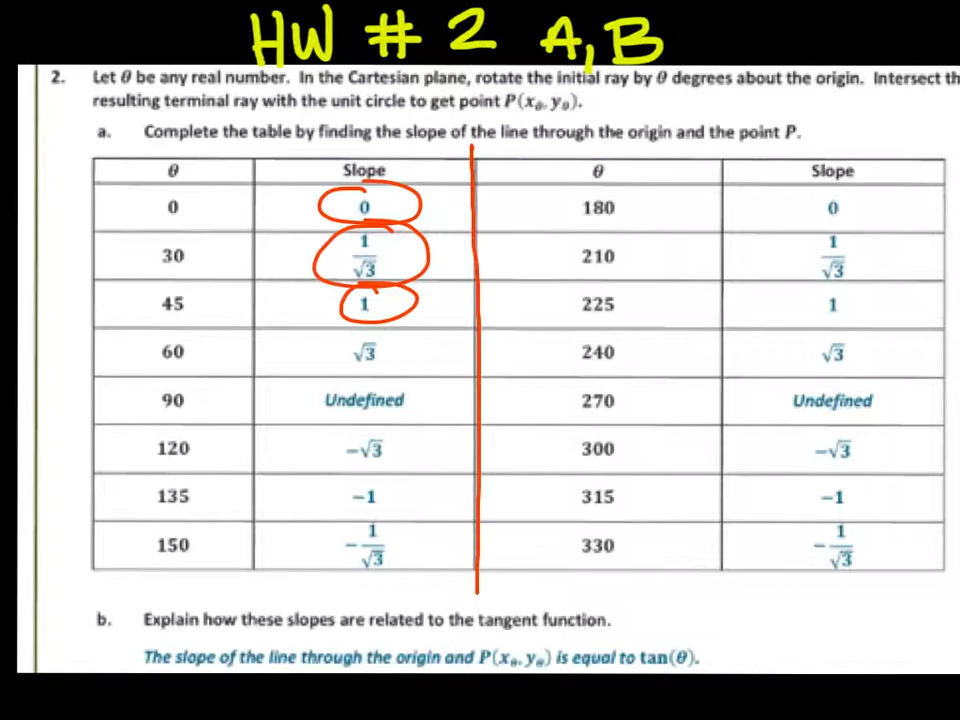 HW # 2 A, B
2. Let θ be any real number. In the Cartesian plane, rotate the initial ray by θ degrees about the origin. Intersect th
resulting terminal ray with the unit circle to get point P(xθ, yθ).
a. Complete the table by finding the slope of the line through the origin and the point P.
θ Slope θ Slope
0 0 180 0
30 1/√3 210 1/√3
45 1 225 1
60 √3 240 √3
90 Undefined 270 Undefined
120 −√3 300 −√3
135 −1 315 −1
150 −1/√3 330 −1/√3
b. Explain how these slopes are related to the tangent function.
The slope of the line through the origin and P(xθ, yθ) is equal to tan(θ).